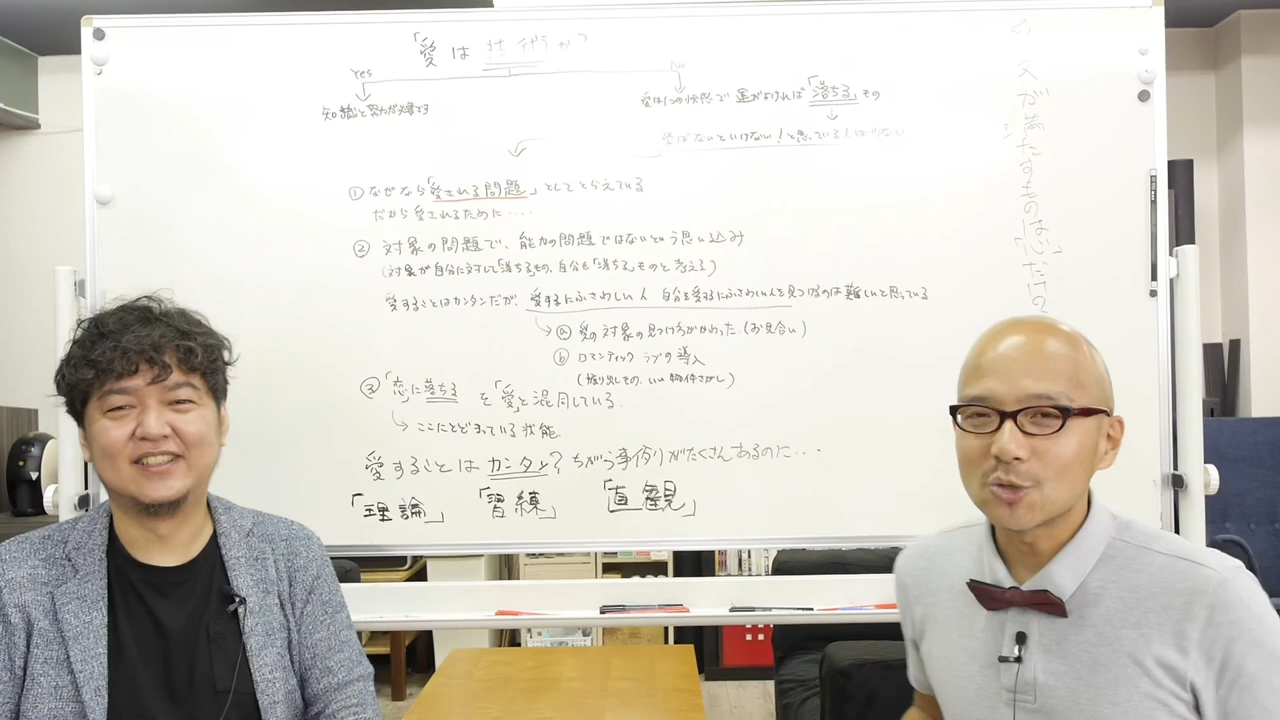 「愛は技術か?
Yes
No
知識と努力が必要です
愛は1つの状態で運がよければ「落ちる」もの
学ばないといけない!と思っている人は少ない
① なぜなら「愛される問題」としてとらえている
だから愛されるために・・・・
② 対象の問題で、能力の問題ではないという思い込み
(対象が自分に対して「落ちる」もの、自分も「落ちる」ものと考える)
愛することはカンタンだが、愛するにふさわしい人 自分を愛するにふさわしい人を見つけるのは難しいと思っている
ⓐ 愛の対象の見つけ方がかわった(お見合い)
ⓑ ロマンティック ラブの導入
(掘り出しもの、いい物件さがし)
③「恋に落ちる」を「愛」と混同している.
ここにとどまっている状態.
愛することはカンタン? ちがう事例がたくさんあるのに・・・
「理論」 「習練」 「直観」
が満たすものは心だけ?